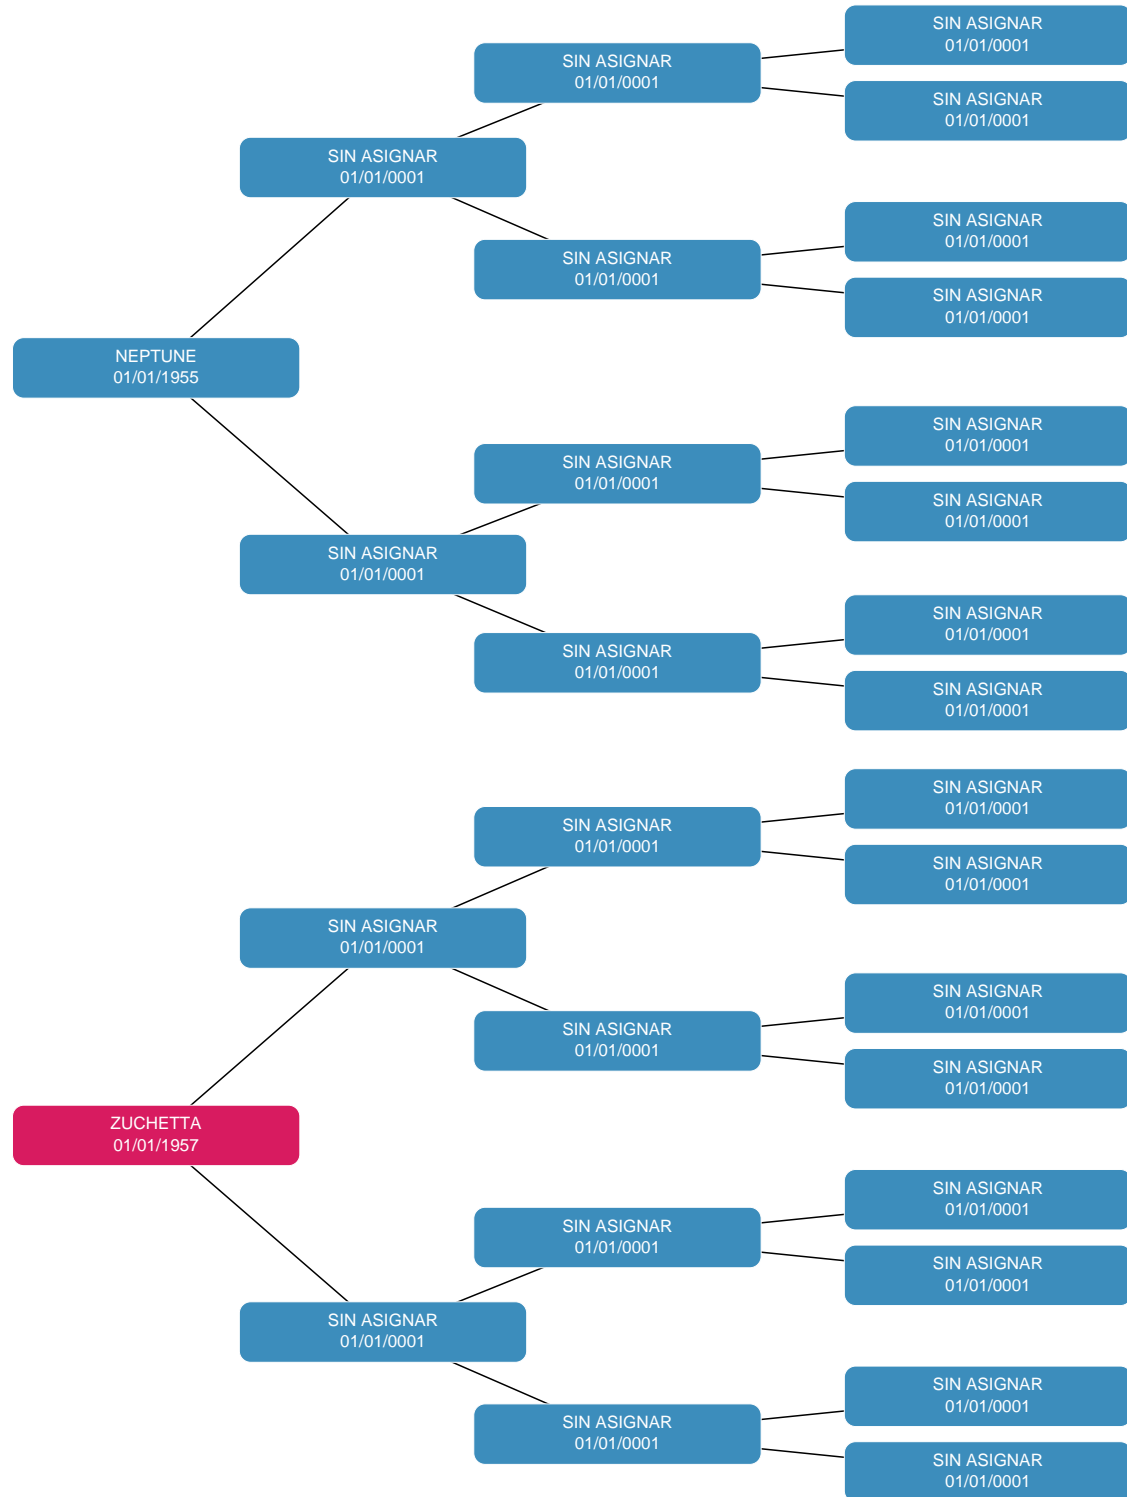 SIN ASIGNAR
01/01/0001
SIN ASIGNAR
01/01/0001
SIN ASIGNAR
01/01/0001
SIN ASIGNAR
01/01/0001
SIN ASIGNAR
01/01/0001
SIN ASIGNAR
01/01/0001
SIN ASIGNAR
01/01/0001
NEPTUNE
01/01/1955
SIN ASIGNAR
01/01/0001
SIN ASIGNAR
01/01/0001
SIN ASIGNAR
01/01/0001
SIN ASIGNAR
01/01/0001
SIN ASIGNAR
01/01/0001
SIN ASIGNAR
01/01/0001
SIN ASIGNAR
01/01/0001
SIN ASIGNAR
01/01/0001
SIN ASIGNAR
01/01/0001
SIN ASIGNAR
01/01/0001
SIN ASIGNAR
01/01/0001
SIN ASIGNAR
01/01/0001
SIN ASIGNAR
01/01/0001
SIN ASIGNAR
01/01/0001
ZUCHETTA
01/01/1957
SIN ASIGNAR
01/01/0001
SIN ASIGNAR
01/01/0001
SIN ASIGNAR
01/01/0001
SIN ASIGNAR
01/01/0001
SIN ASIGNAR
01/01/0001
SIN ASIGNAR
01/01/0001
SIN ASIGNAR
01/01/0001